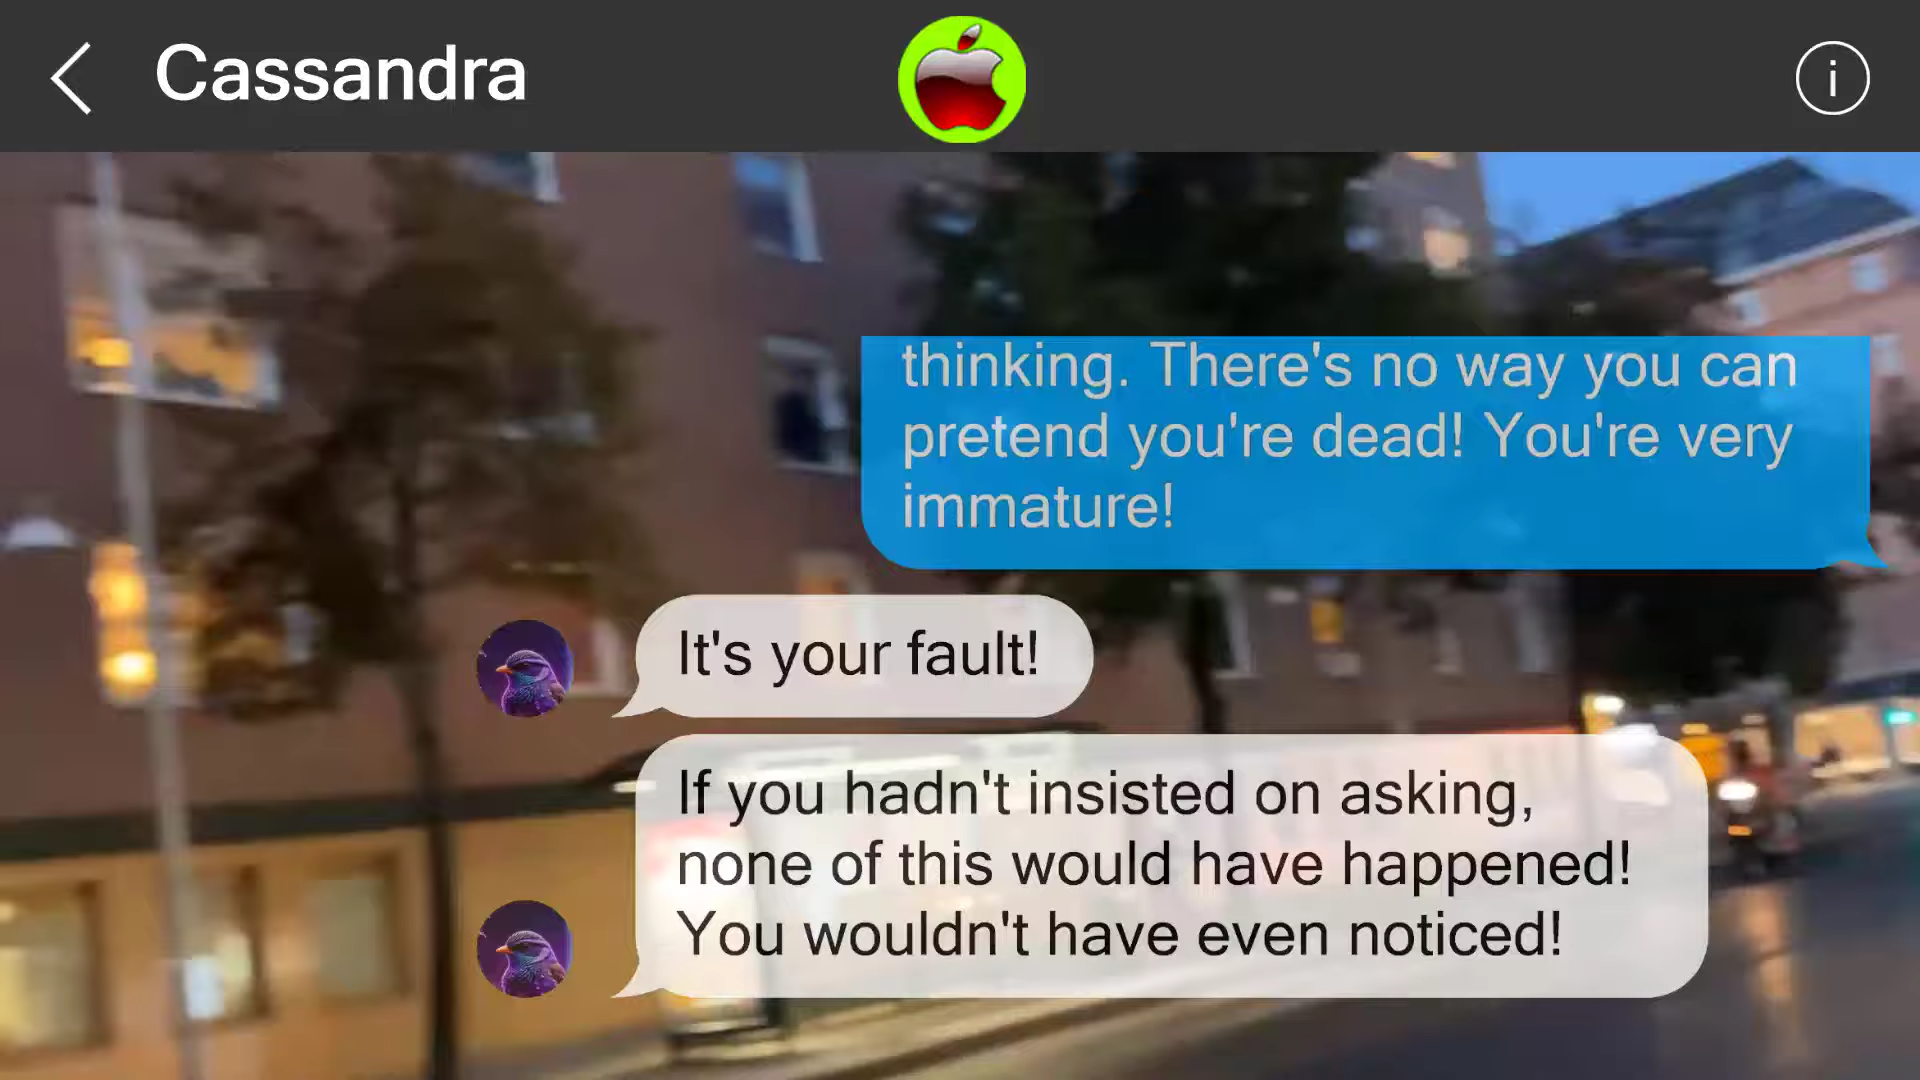 Cassandra
thinking. There's no way you can
pretend you're dead! You're very
immature!
It's your fault!
If you hadn't insisted on asking,
none of this would have happened!
You wouldn't have even noticed!